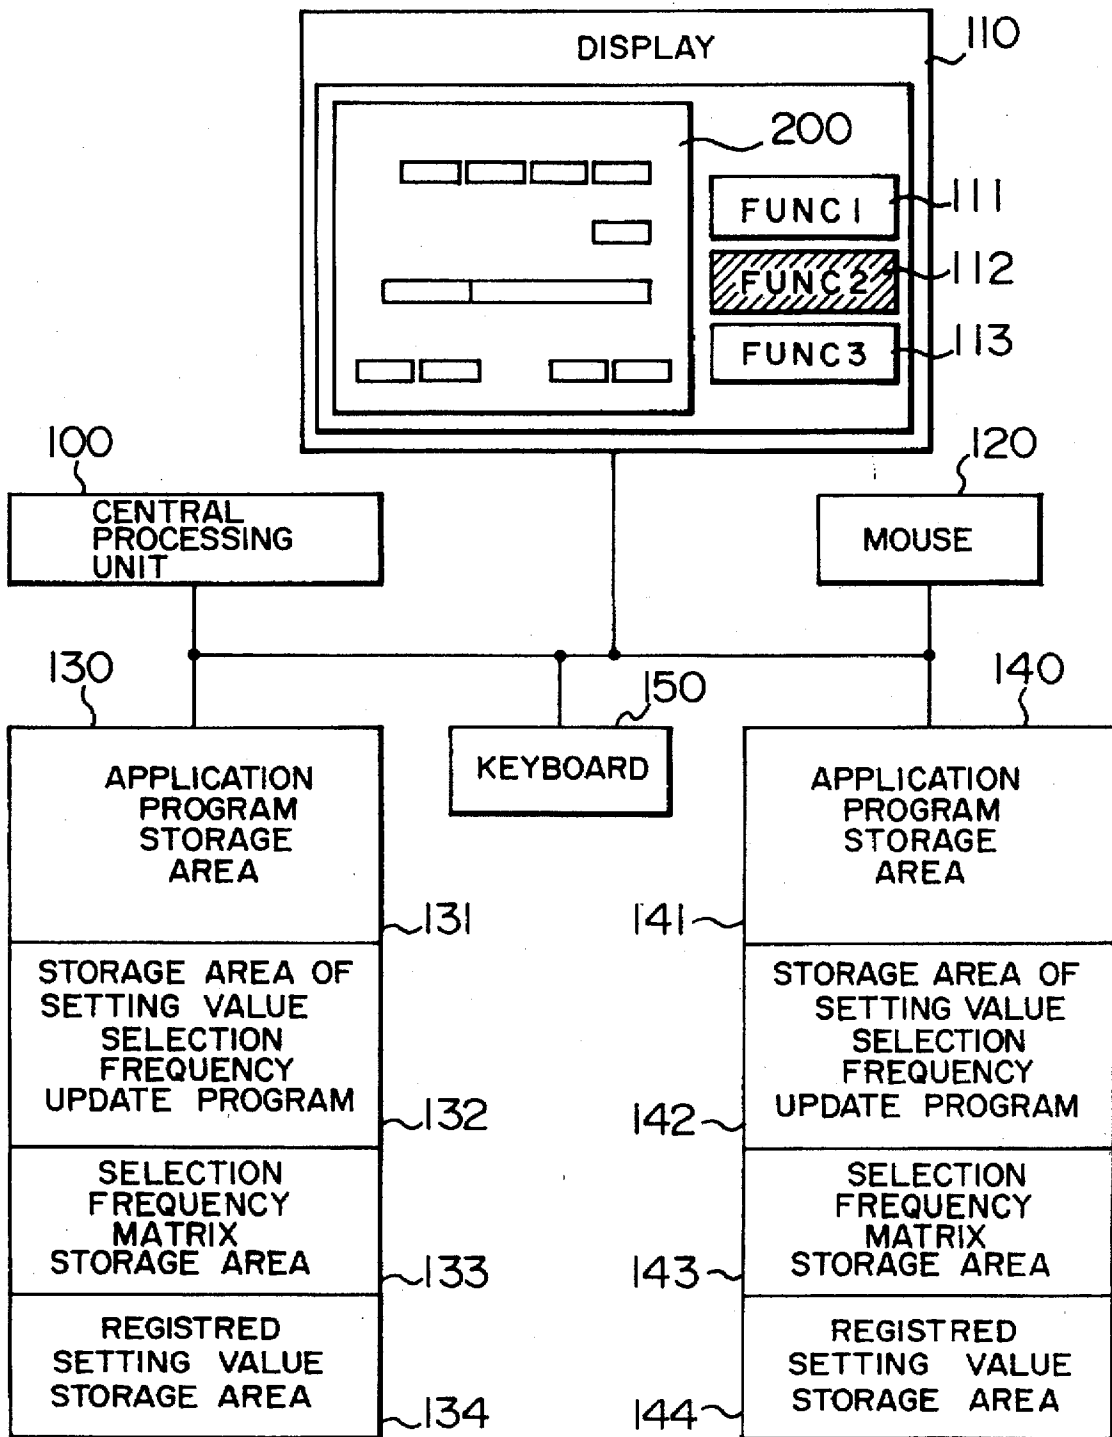 DISPLAY
110
200
FUNC1
111
FUNC2
112
FUNC3
113
100
CENTRAL
PROCESSING
UNIT
120
MOUSE
130
150
KEYBOARD
140
APPLICATION
PROGRAM
STORAGE
AREA
131
STORAGE AREA OF
SETTING VALUE
SELECTION
FREQUENCY
UPDATE PROGRAM
132
SELECTION
FREQUENCY
MATRIX
STORAGE AREA
133
REGISTRED
SETTING VALUE
STORAGE AREA
134
APPLICATION
PROGRAM
STORAGE
AREA
141
STORAGE AREA OF
SETTING VALUE
SELECTION
FREQUENCY
UPDATE PROGRAM
142
SELECTION
FREQUENCY
MATRIX
STORAGE AREA
143
REGISTRED
SETTING VALUE
STORAGE AREA
144